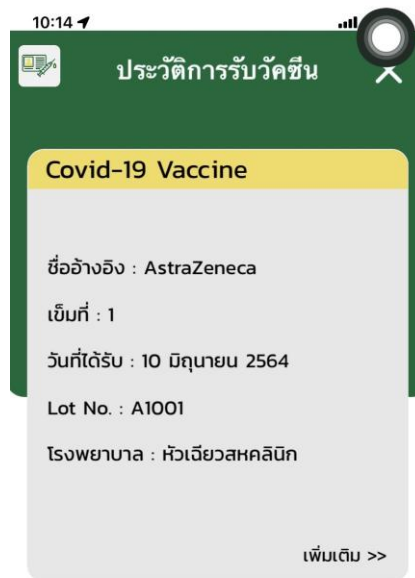 10:14
ประวัติการรับวัคซีน
Covid-19 Vaccine
ชื่ออ้างอิง : AstraZeneca
เข็มที่ : 1
วันที่ได้รับ : 10 มิถุนายน 2564
Lot No. : A1001
โรงพยาบาล : หัวเฉียวสหคลินิก
เพิ่มเติม >>